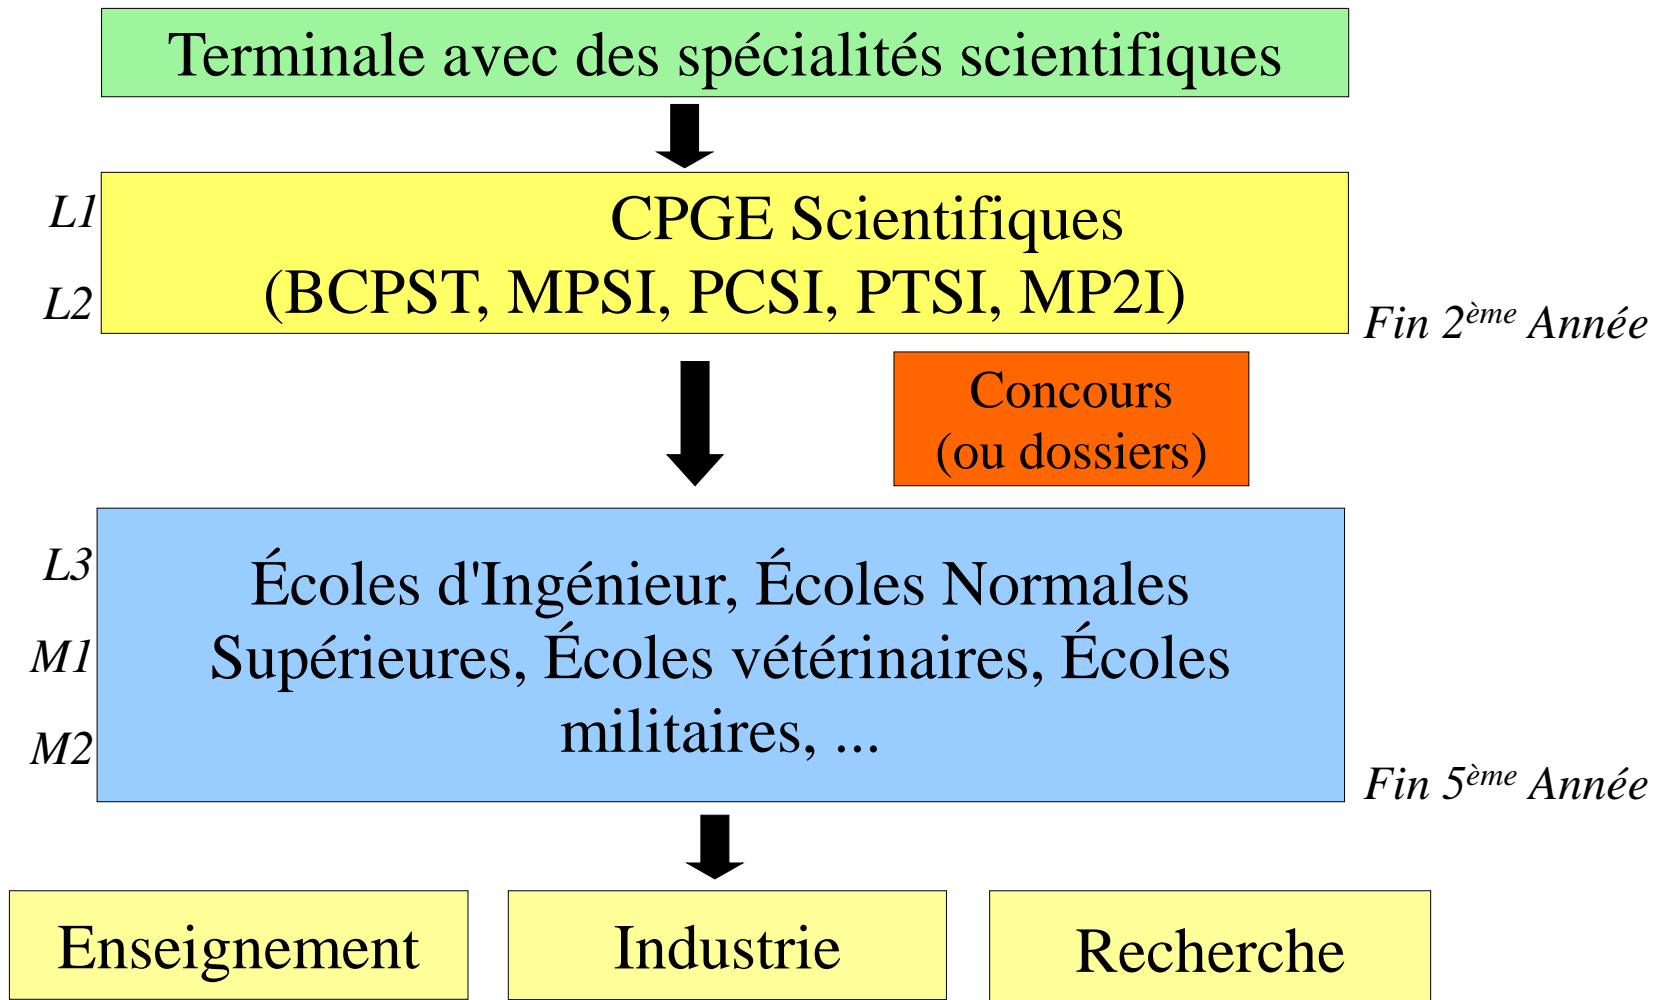 Terminale avec des spécialités scientifiques
L1
CPGE Scientifiques
L2
(BCPST, MPSI, PCSI, PTSI, MP2I)
Fin 2ème Année
Concours
(ou dossiers)
L3
Écoles d'Ingénieur, Écoles Normales
M1
Supérieures, Écoles vétérinaires, Écoles
M2
militaires, ...
Fin 5ème Année
Enseignement
Industrie
Recherche